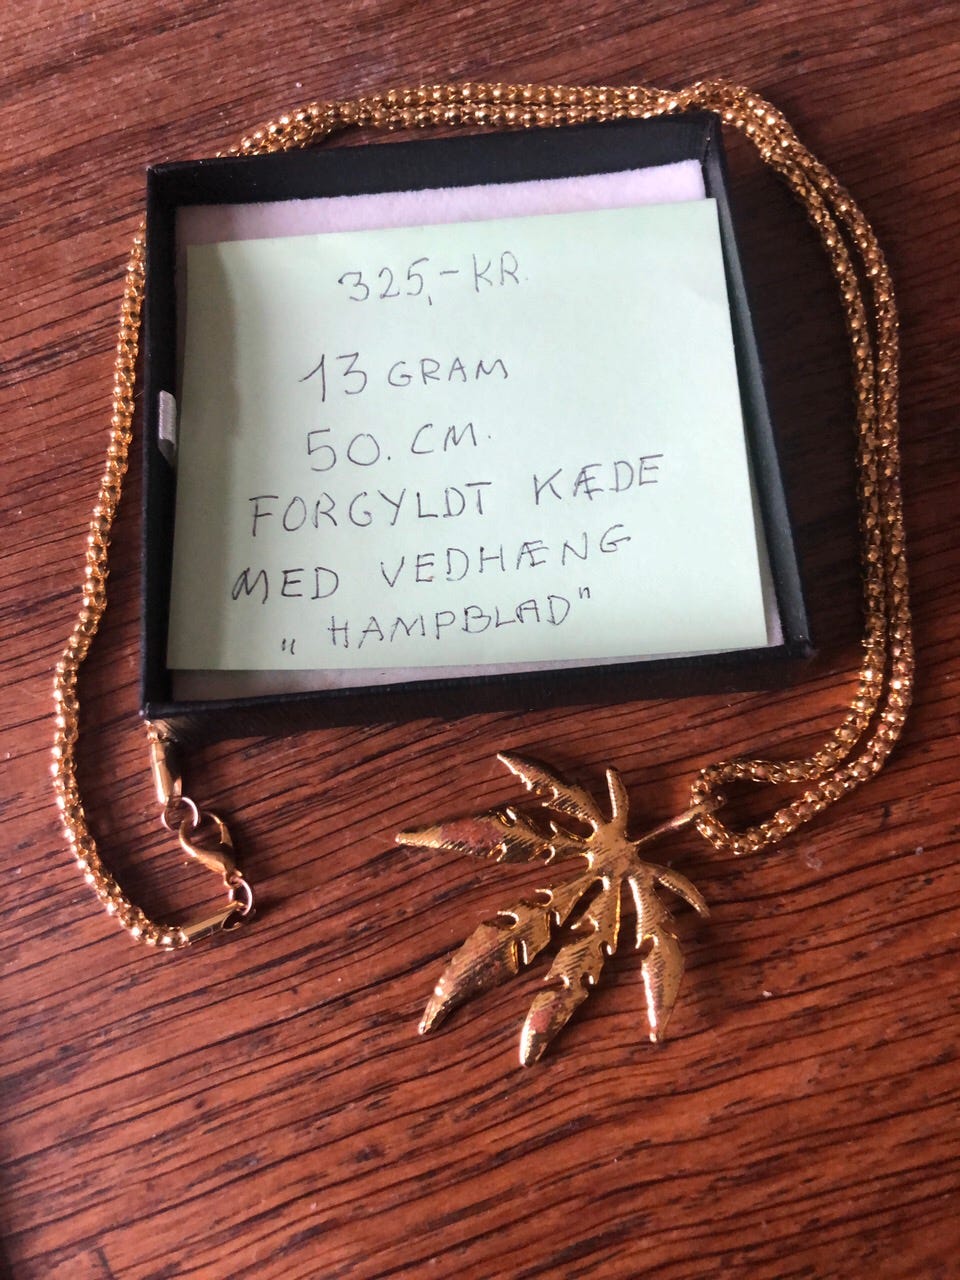 325,- KR.
13 GRAM
50. CM.
FORGYLDT KÆDE
MED VEDHÆNG
„ HAMPBLAD"